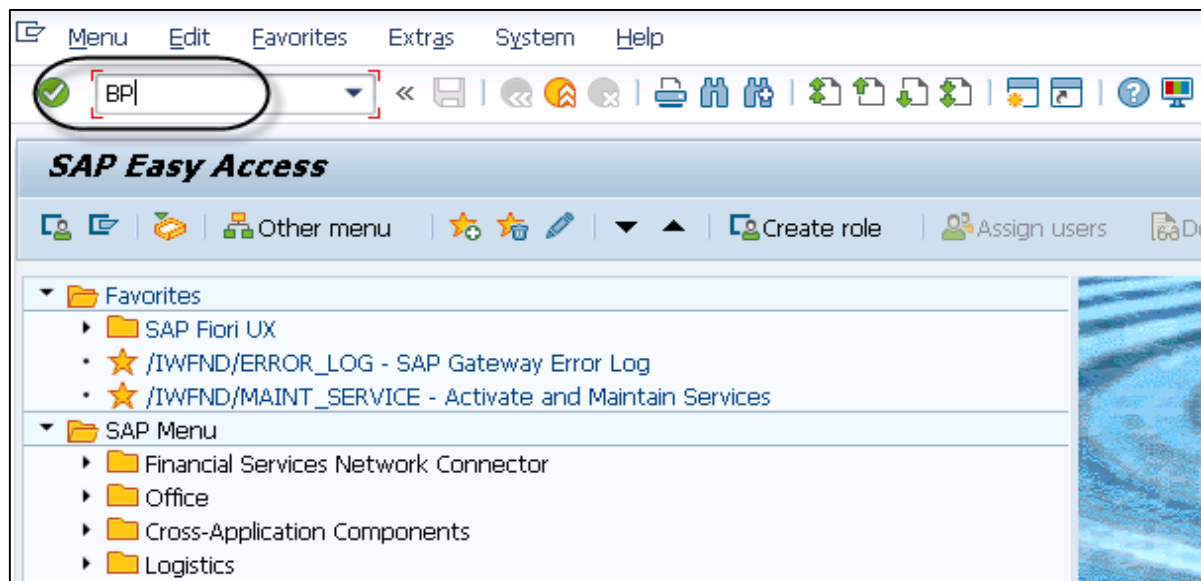 Menu Edit Favorites Extras System Help
BP
SAP Easy Access
Other menu Create role Assign users
Favorites
SAP Fiori UX
/IWFND/ERROR_LOG - SAP Gateway Error Log
/IWFND/MAINT_SERVICE - Activate and Maintain Services
SAP Menu
Financial Services Network Connector
Office
Cross-Application Components
Logistics